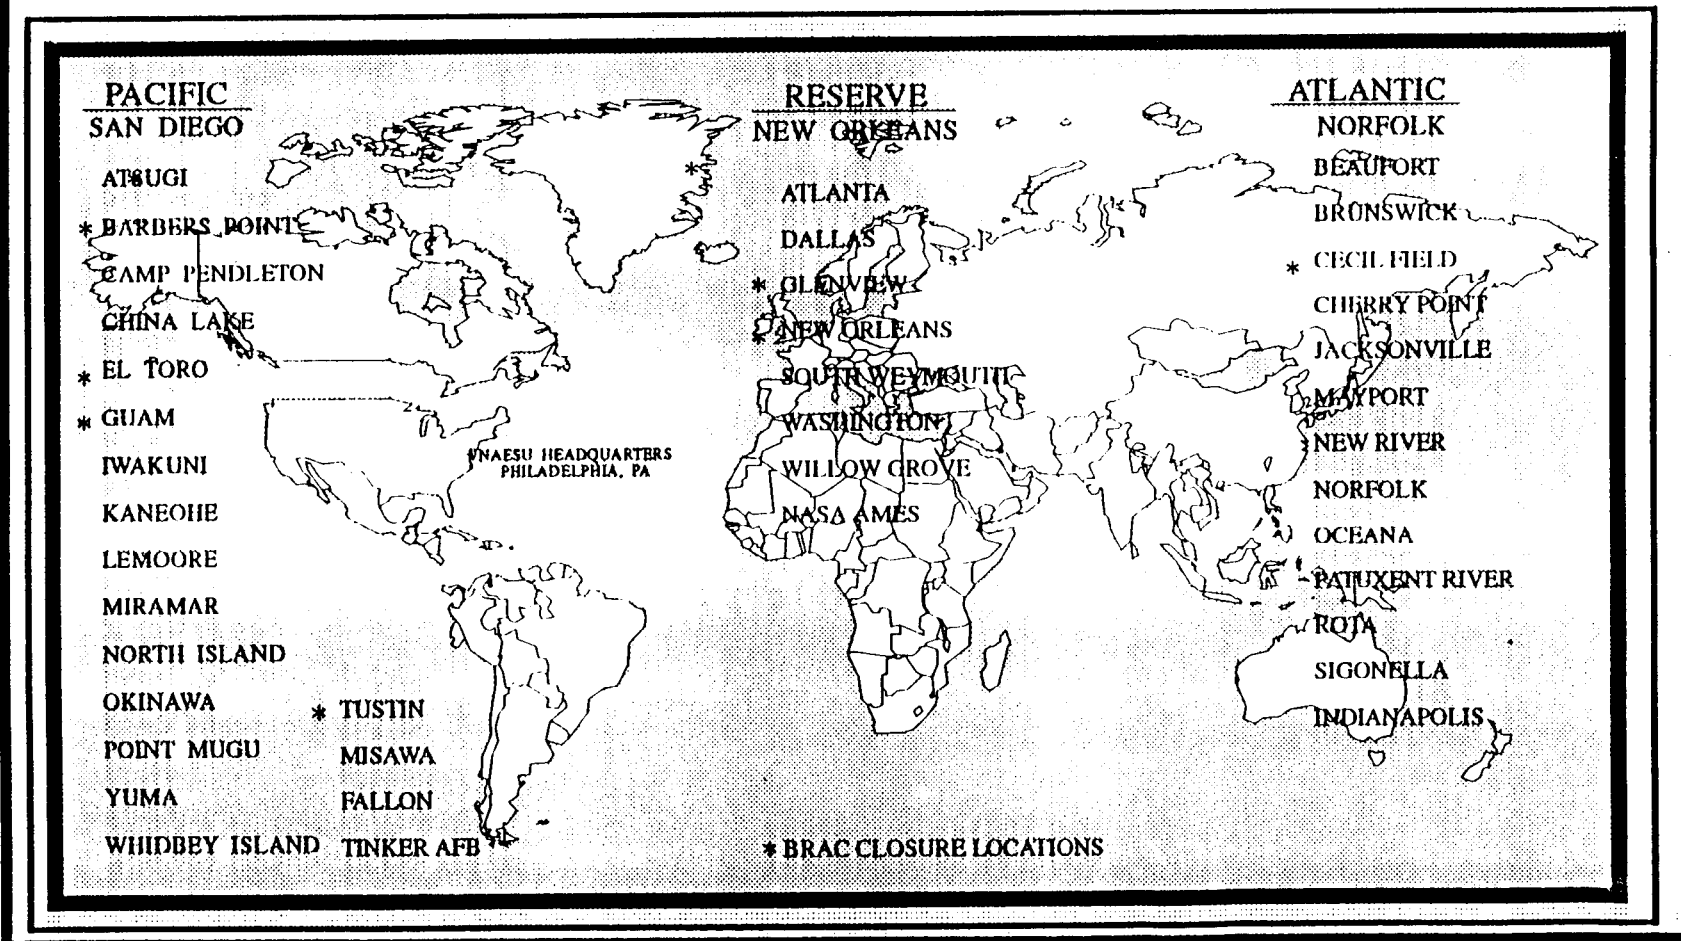 PACIFIC
SAN DIEGO
ATSUGI
* BARBERS POINT
CAMP PENDLETON
CHINA LAKE
* EL TORO
* GUAM
IWAKUNI
KANEOHE
LEMOORE
MIRAMAR
NORTH ISLAND
OKINAWA
POINT MUGU
YUMA
WHIDBEY ISLAND
* TUSTIN
MISAWA
FALLON
TINKER AFB
NAESU HEADQUARTERS
PHILADELPHIA, PA
RESERVE
NEW ORLEANS
ATLANTA
DALLAS
* GLENVIEW
* NEW ORLEANS
SOUTH WEYMOUTH
WASHINGTON
WILLOW GROVE
NASA AMES
* BRAC CLOSURE LOCATIONS
ATLANTIC
NORFOLK
BEAUFORT
BRUNSWICK
* CECIL FIELD
CHERRY POINT
JACKSONVILLE
MAYPORT
NEW RIVER
NORFOLK
OCEANA
PATUXENT RIVER
ROTA
SIGONELLA
INDIANAPOLIS